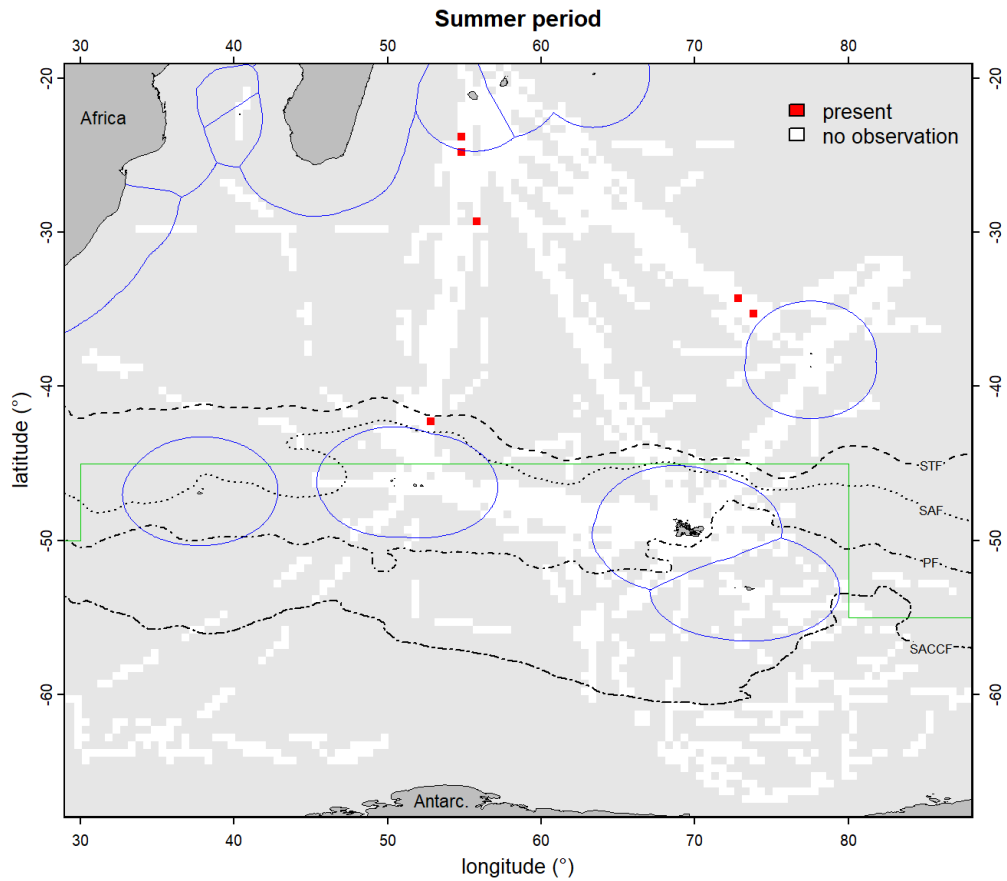 Summer period
30 40 50 60 70 80
-20 -20
Africa
present
no observation
-30 -30
-40 -40
latitude (°)
STF
SAF
-50 -50
PF
SACCF
-60 -60
Antarc.
30 40 50 60 70 80
longitude (°)